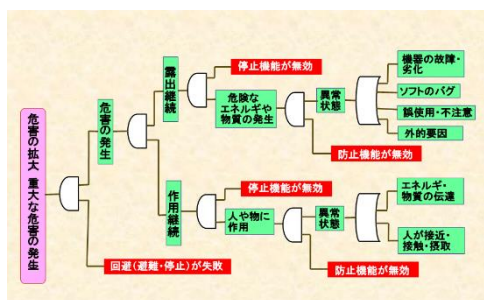 危害の拡大 重大な危害の発生
危害の発生
回避(避難・停止)が失敗
露出継続
作用継続
停止機能が無効
危険な
エネルギや
物質の発生
異常
状態
防止機能が無効
機器の故障・
劣化
ソフトのバグ
誤使用・不注意
外的要因
停止機能が無効
人や物に
作用
異常
状態
防止機能が無効
エネルギ・
物質の伝達
人が接近・
接触・摂取